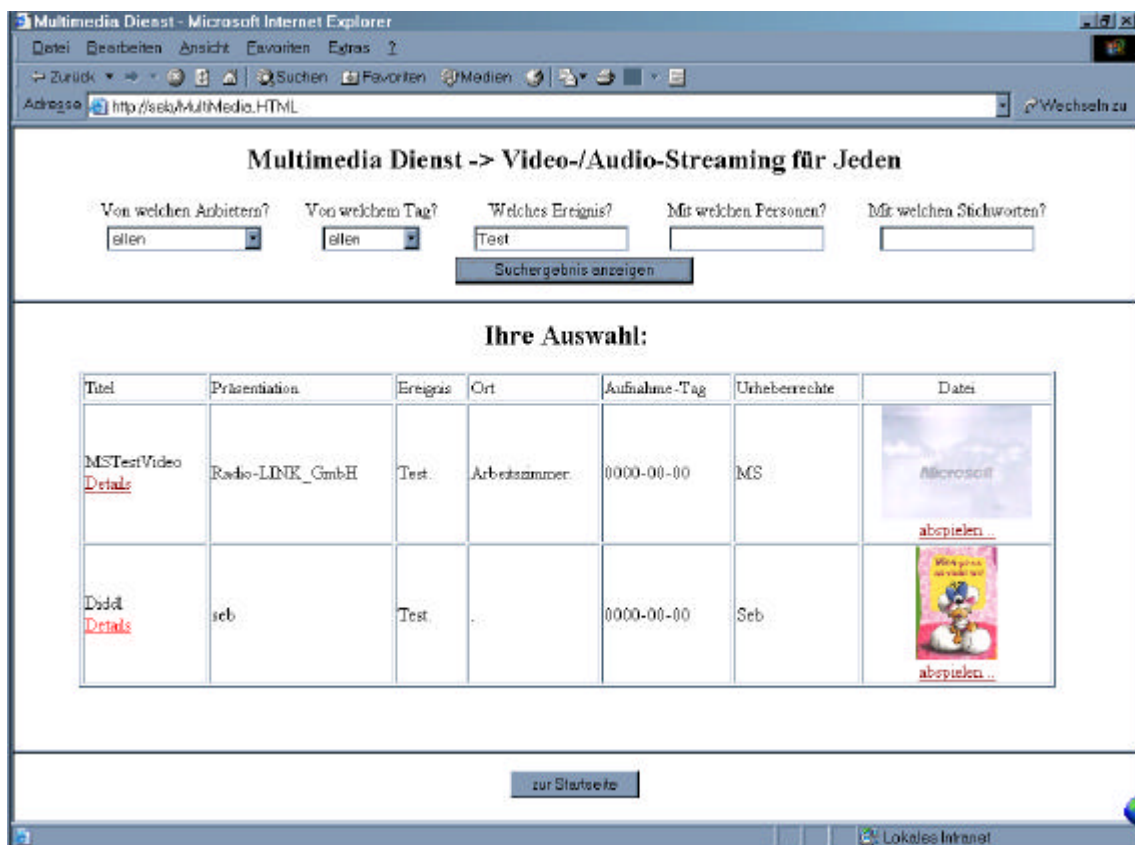 Multimedia Dienst - Microsoft Internet Explorer
Datei Bearbeiten Ansicht Favoriten Extras ?
Zurück Suchen Favoriten Medien
Adresse http://seb/MultiMedia.HTML Wechseln zu
Multimedia Dienst -> Video-/Audio-Streaming für Jeden
Von welchen Anbietern? Von welchem Tag? Welches Ereignis? Mit welchen Personen? Mit welchen Stichworten?
allen allen Test
Suchergebnis anzeigen
Ihre Auswahl:
Titel Präsentiation Ereignis Ort Aufnahme-Tag Urheberrechte Datei
MSTestVideo Radio-LINK_GmbH Test. Arbeitszimmer. 0000-00-00 MS Microsoft
Details
abspielen ...
Diddl seb Test. . 0000-00-00 Seb
Details
abspielen ...
zur Startseite
Lokales Intranet